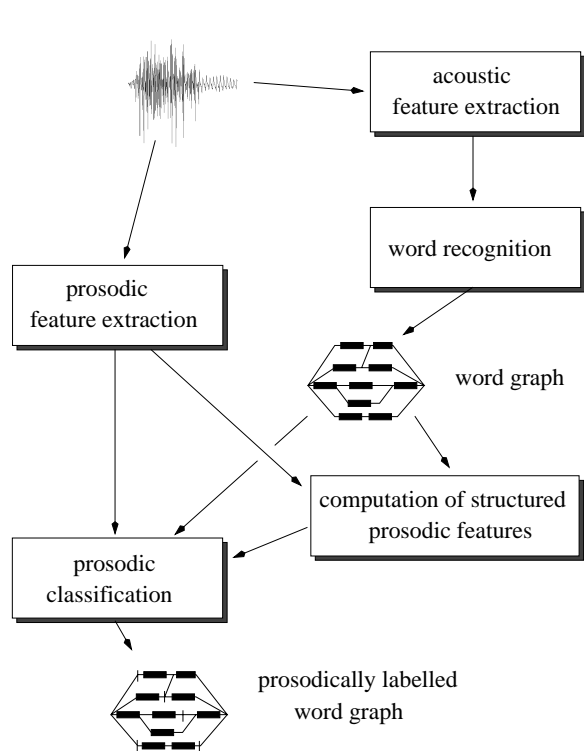 acoustic
feature extraction
word recognition
prosodic
feature extraction
word graph
computation of structured
prosodic features
prosodic
classification
prosodically labelled
word graph